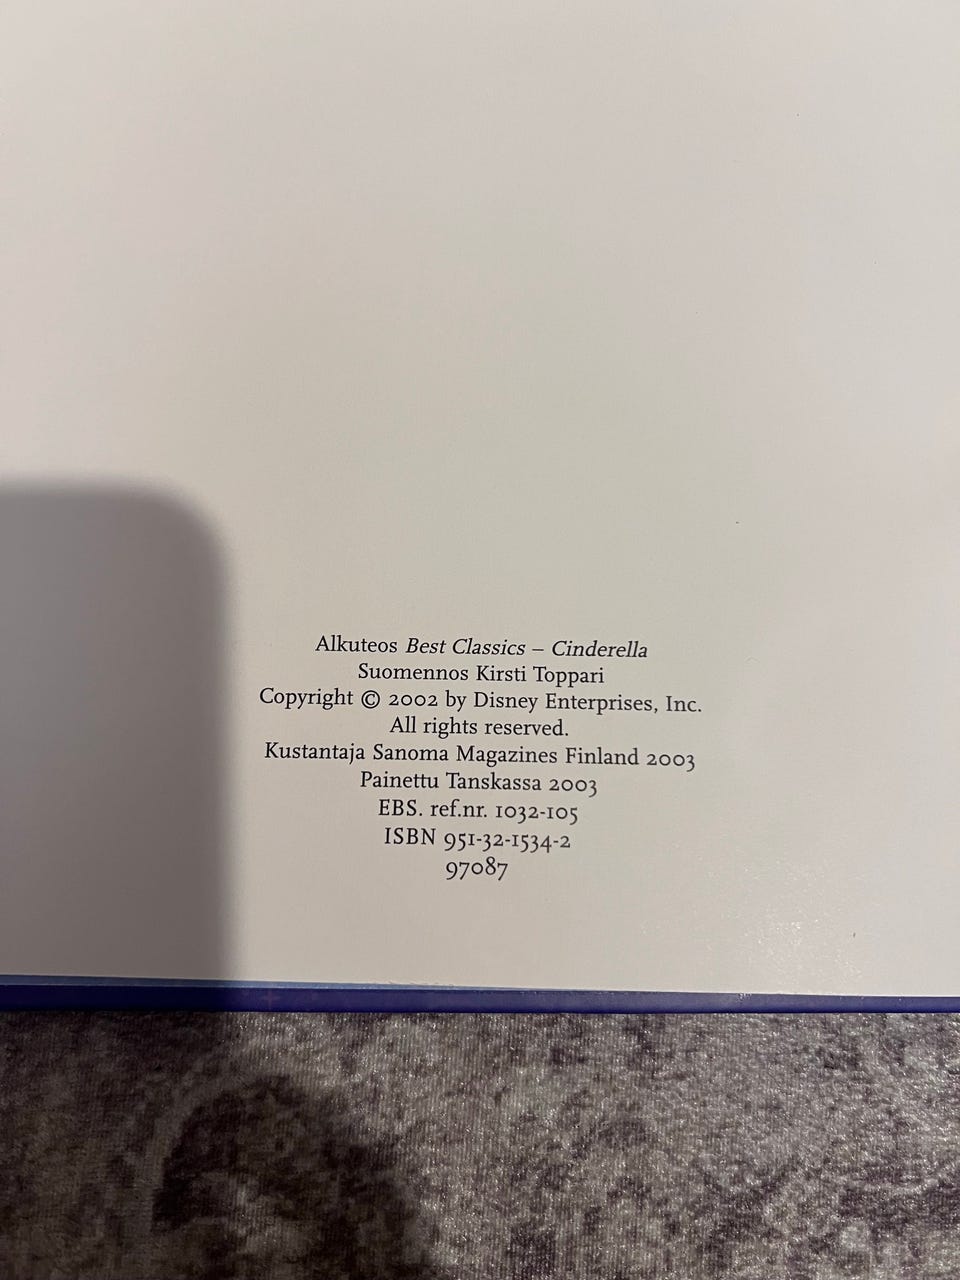 Alkuteos Best Classics – Cinderella
Suomennos Kirsti Toppari
Copyright © 2002 by Disney Enterprises, Inc.
All rights reserved.
Kustantaja Sanoma Magazines Finland 2003
Painettu Tanskassa 2003
EBS. ref.nr. 1032-105
ISBN 951-32-1534-2
97087